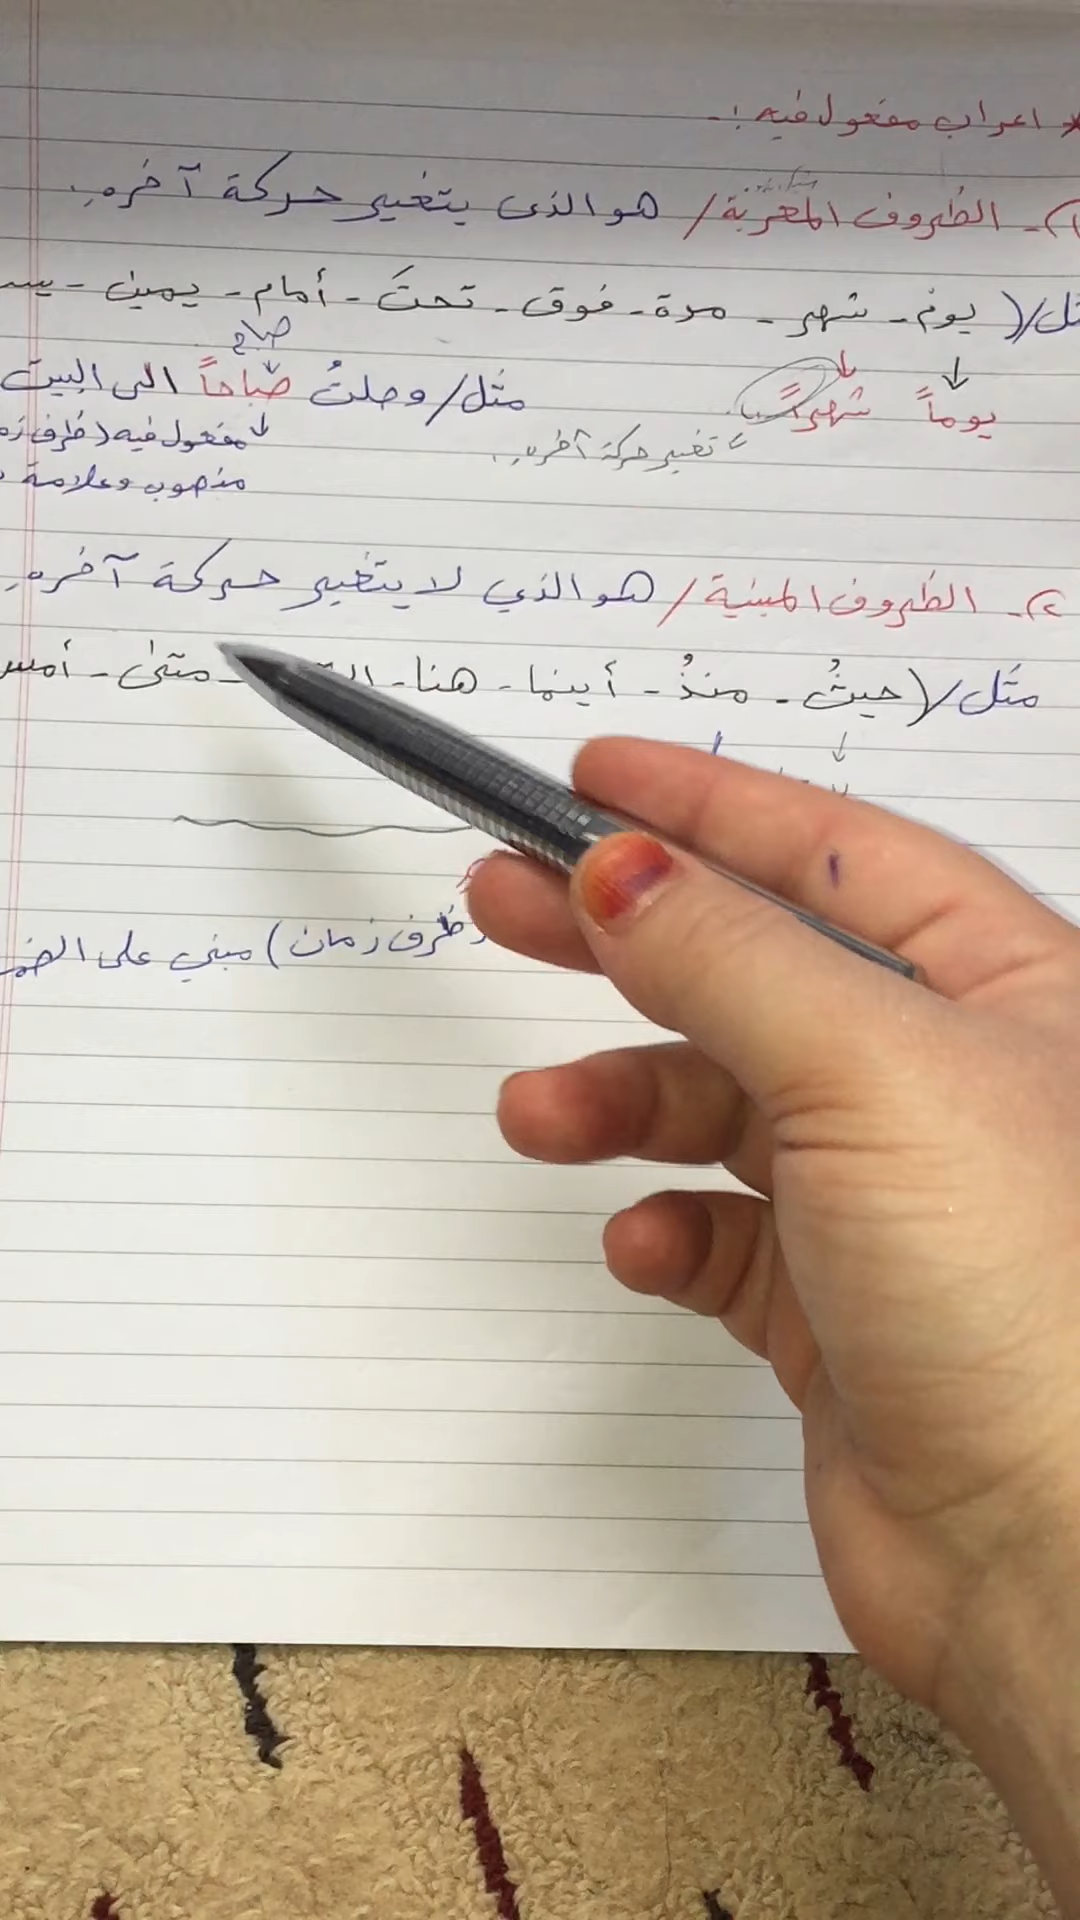 * اعراب مفعول فيه :.
١)- الظروف المعربة / هو الذى يتغير حركة آخره.
مثل/( يوم - شهر - مدة - فوق - تحتَ - أمام - يمين -
يوماً شهراً
تغير حركة آخره..
صباح
مثل/ وصلتُ صباحاً الى البيت
مفعول فيه (ظرف
منصوب وعلامة
٢- الظروف المبنية / هو الذي لا يتغير حركة آخره.
مثل/( حيثُ - منذُ - أينما - هنا - متىٰ - أمس
(ظرف زمان) مبني على الضم